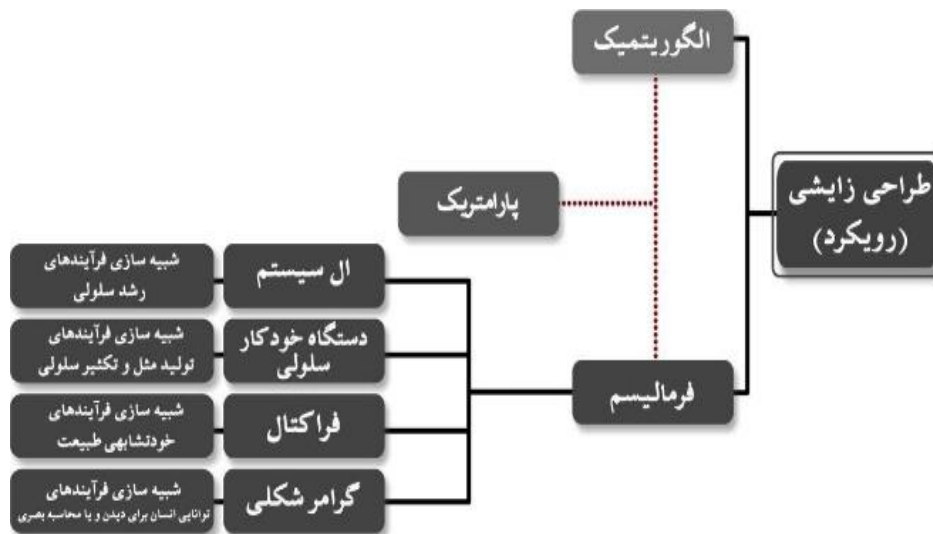 الگوریتمیک
طراحی زایشی
(رویکرد)
پارامتریک
فرمالیسم
ال سیستم
شبیه سازی فرآیندهای
رشد سلولی
دستگاه خودکار
سلولی
شبیه سازی فرآیندهای
تولید مثل و تکثیر سلولی
فراکتال
شبیه سازی فرآیندهای
خودتشابهی طبیعت
گرامر شکلی
شبیه سازی فرآیندهای
توانایی انسان برای دیدن و یا محاسبه بصری